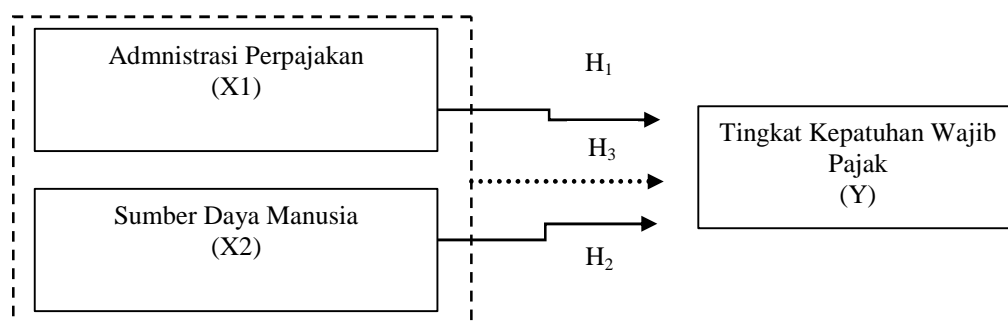 Admnistrasi Perpajakan
(X1)
H1
Tingkat Kepatuhan Wajib
Pajak
(Y)
H3
Sumber Daya Manusia
(X2)
H2